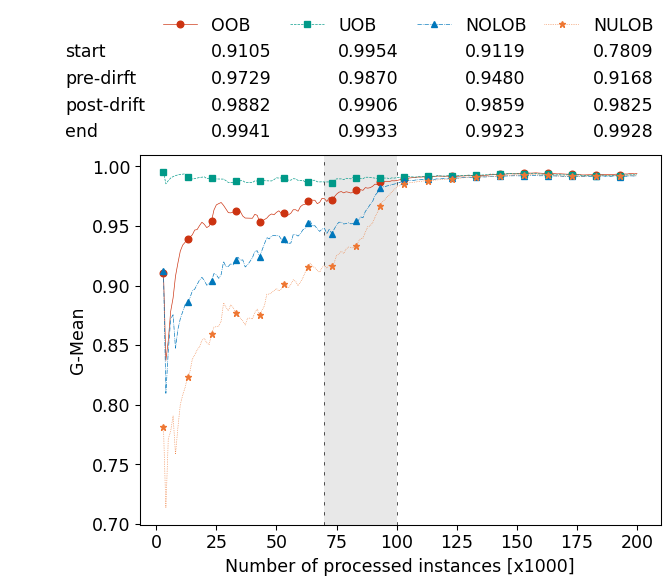 OOB UOB NOLOB NULOB
start 0.9105 0.9954 0.9119 0.7809
pre-dirft 0.9729 0.9870 0.9480 0.9168
post-drift 0.9882 0.9906 0.9859 0.9825
end 0.9941 0.9933 0.9923 0.9928
1.00
0.95
0.90
0.85
0.80
0.75
0.70
G-Mean
0 25 50 75 100 125 150 175 200
Number of processed instances [x1000]